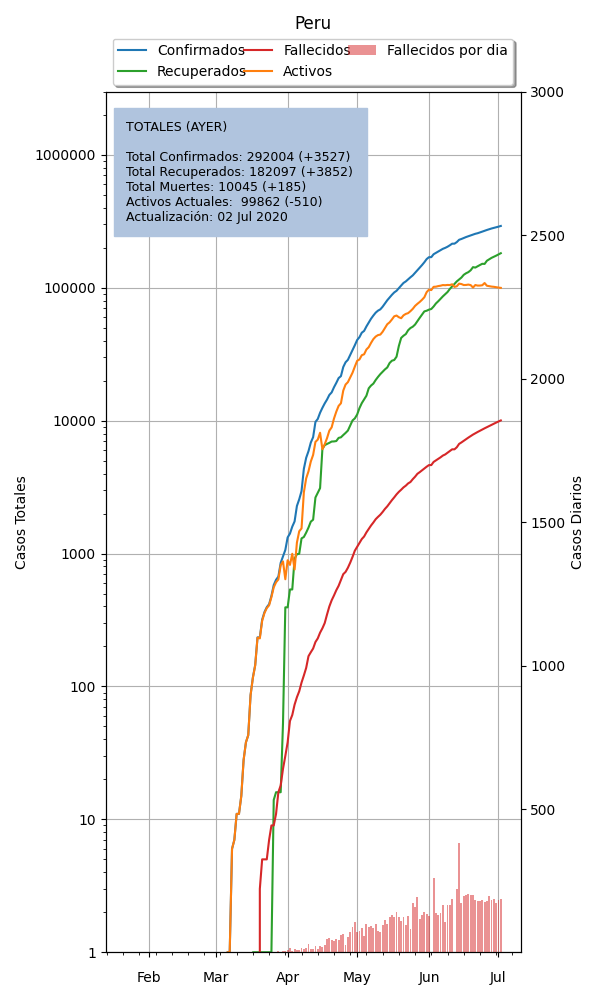 Peru
Confirmados Fallecidos Fallecidos por dia
Recuperados Activos
TOTALES (AYER)
Total Confirmados: 292004 (+3527)
Total Recuperados: 182097 (+3852)
Total Muertes: 10045 (+185)
Activos Actuales:  99862 (-510)
Actualización: 02 Jul 2020
Casos Totales
1000000
100000
10000
1000
100
10
1
Casos Diarios
3000
2500
2000
1500
1000
500
Feb Mar Apr May Jun Jul